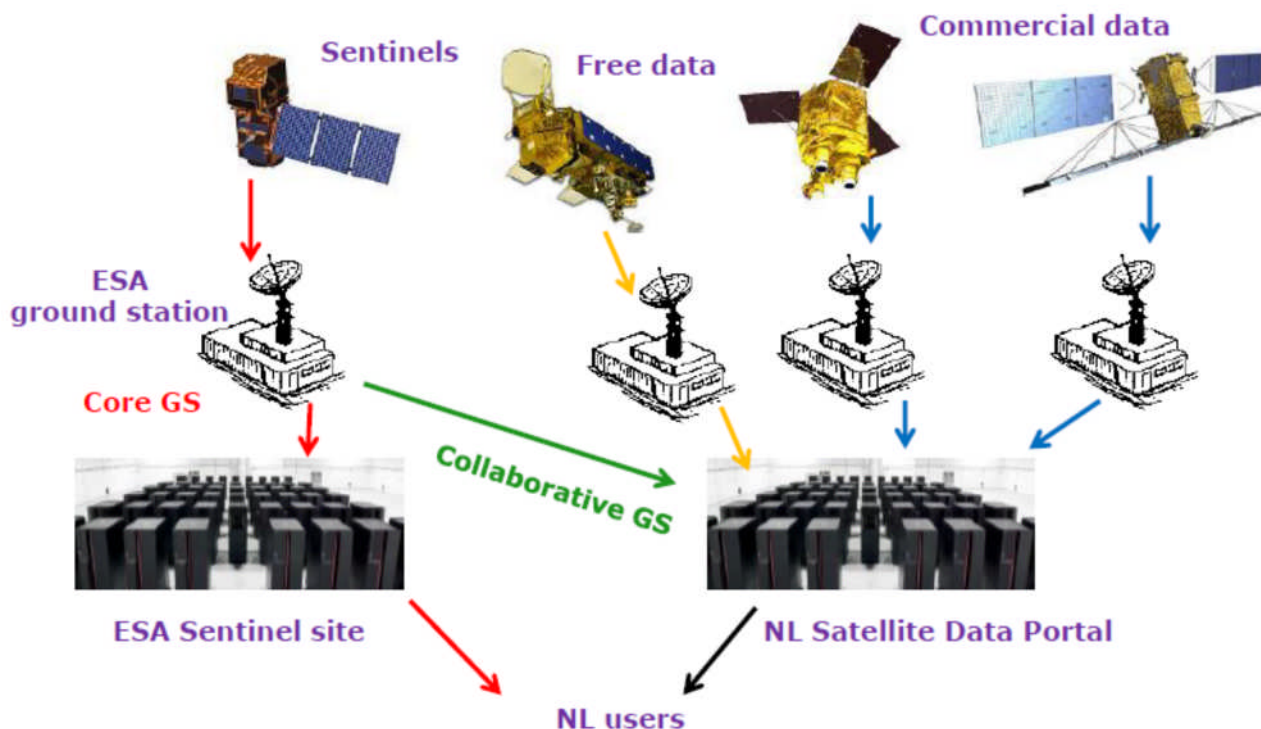 Sentinels
Free data
Commercial data
ESA
ground station
Core GS
Collaborative GS
ESA Sentinel site
NL Satellite Data Portal
NL users